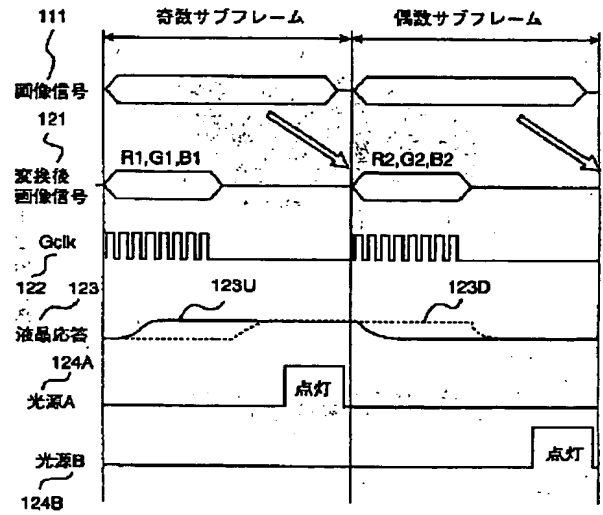 111
奇数サブフレーム
偶数サブフレーム
画像信号
121
R1,G1,B1
R2,G2,B2
変換後
画像信号
Gclk
122
123
123U
123D
液晶応答
124A
点灯
光源A
光源B
点灯
124B